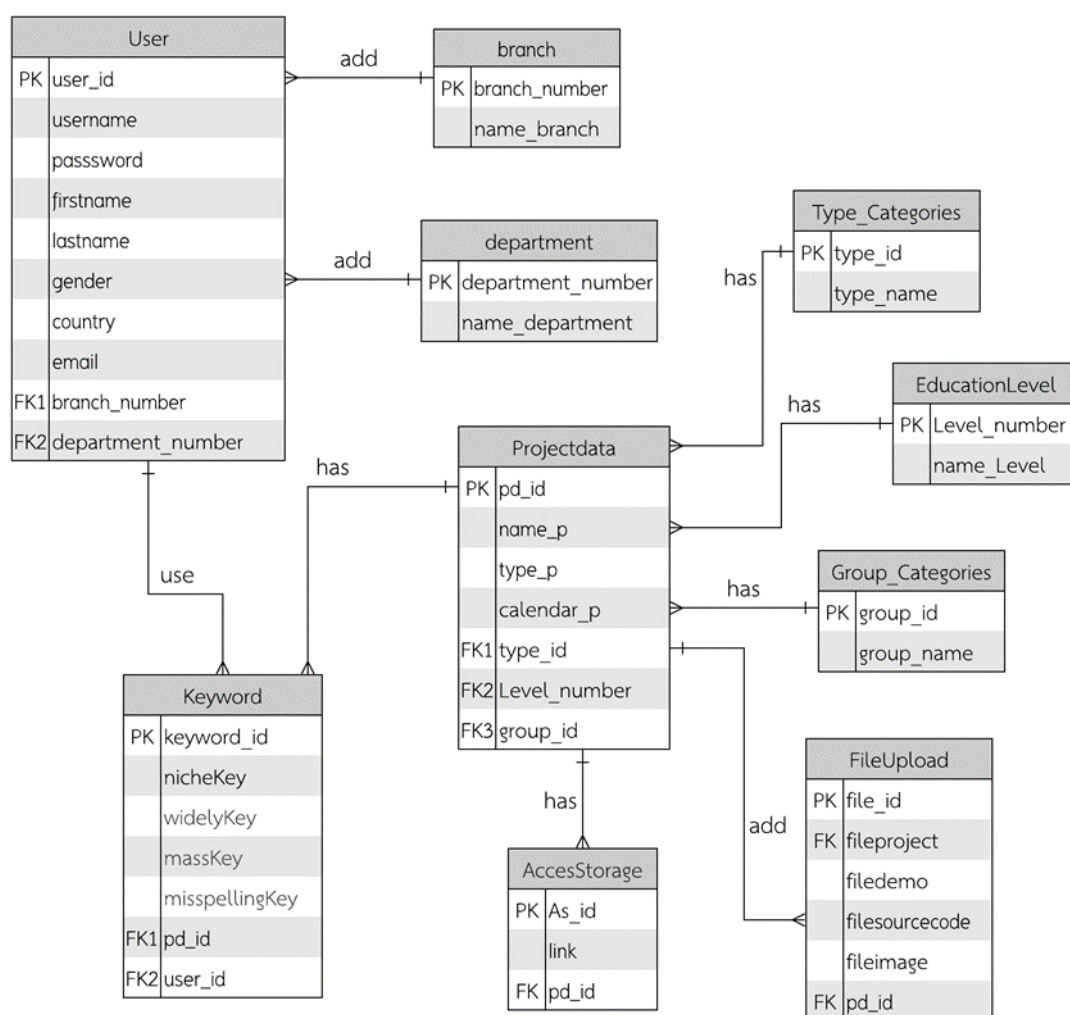 User
PK user_id
username
passsword
firstname
lastname
gender
country
email
FK1 branch_number
FK2 department_number
add
branch
PK branch_number
name_branch
add
department
PK department_number
name_department
Type_Categories
PK type_id
type_name
has
EducationLevel
PK Level_number
name_Level
has
Projectdata
PK pd_id
name_p
type_p
calendar_p
FK1 type_id
FK2 Level_number
FK3 group_id
has
use
has
Group_Categories
PK group_id
group_name
Keyword
PK keyword_id
nicheKey
widelyKey
massKey
misspellingKey
FK1 pd_id
FK2 user_id
has
AccesStorage
PK As_id
link
FK pd_id
add
FileUpload
PK file_id
FK fileproject
filedemo
filesourcecode
fileimage
FK pd_id